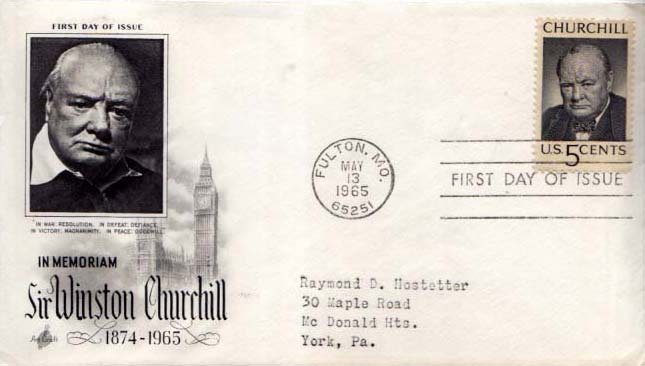 FIRST DAY OF ISSUE
IN WAR: RESOLUTION. IN DEFEAT: DEFIANCE.
IN VICTORY: MAGNANIMITY. IN PEACE: GOODWILL.
IN MEMORIAM
Sir Winston Churchill
1874-1965
Art Craft
CHURCHILL
U.S. 5 CENTS
FULTON, MO.
MAY
13
1965
65251
FIRST DAY OF ISSUE
Raymond D. Hostetter
30 Maple Road
Mc Donald Hts.
York, Pa.